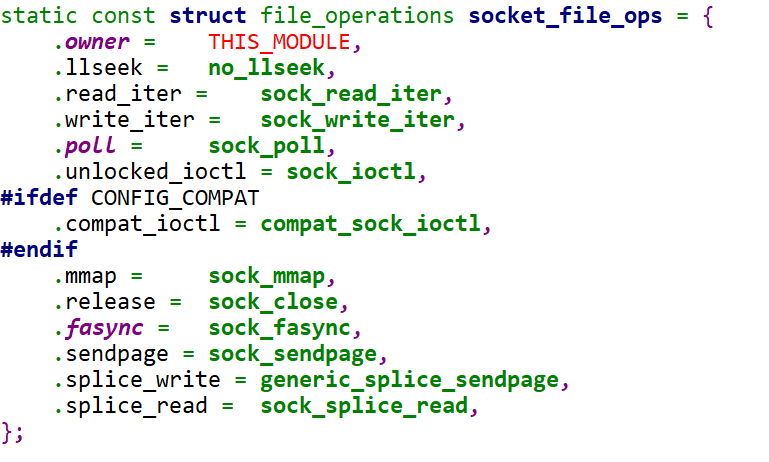 static const struct file_operations socket_file_ops = {
    .owner =    THIS_MODULE,
    .llseek =   no_llseek,
    .read_iter =    sock_read_iter,
    .write_iter =   sock_write_iter,
    .poll =     sock_poll,
    .unlocked_ioctl = sock_ioctl,
#ifdef CONFIG_COMPAT
    .compat_ioctl = compat_sock_ioctl,
#endif
    .mmap =     sock_mmap,
    .release =  sock_close,
    .fasync =   sock_fasync,
    .sendpage = sock_sendpage,
    .splice_write = generic_splice_sendpage,
    .splice_read =  sock_splice_read,
};